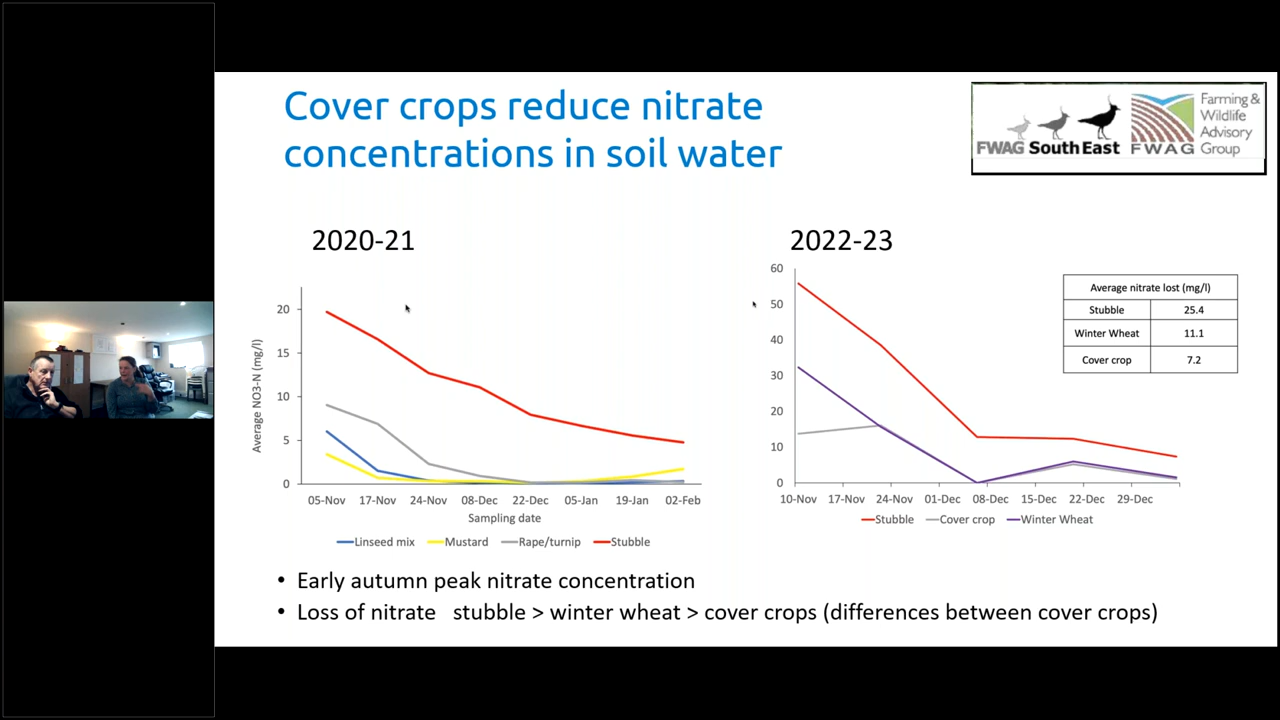 Cover crops reduce nitrate
concentrations in soil water
FWAG South East
FWAG
Farming &
Wildlife
Advisory
Group
2020-21
Average NO3-N (mg/l)
20
15
10
5
0
05-Nov 17-Nov 24-Nov 08-Dec 22-Dec 05-Jan 19-Jan 02-Feb
Sampling date
Linseed mix Mustard Rape/turnip Stubble
2022-23
60
50
40
30
20
10
0
10-Nov 17-Nov 24-Nov 01-Dec 08-Dec 15-Dec 22-Dec 29-Dec
Stubble Cover crop Winter Wheat
Average nitrate lost (mg/l)
Stubble 25.4
Winter Wheat 11.1
Cover crop 7.2
• Early autumn peak nitrate concentration
• Loss of nitrate stubble > winter wheat > cover crops (differences between cover crops)